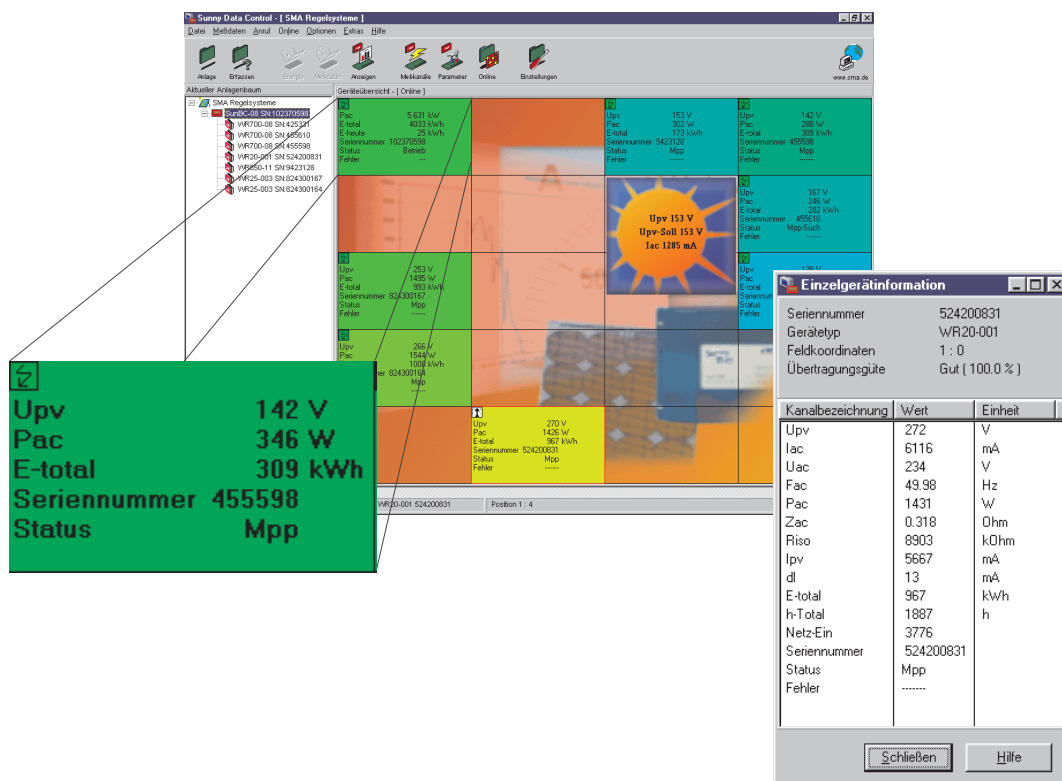 Sunny Data Control - [ SMA Regelsysteme ]
Datei Meßdaten Anruf Online Optionen Extras Hilfe
Anlage Erfassen Energie Meßdaten Anzeigen Meßkanäle Parameter Online Einstellungen www.sma.de
Aktueller Anlagenbaum
Geräteübersicht - [ Online ]
SMA Regelsysteme
SunBC-08 SN:102370598
WR700-08 SN:425331
WR700-08 SN:455610
WR700-08 SN:455598
WR20-001 SN:524200831
WR850-11 SN:9423128
WR25-003 SN:824300167
WR25-003 SN:824300164
Pac 5.631 kW
E-total 4033 kWh
E-heute 25 kWh
Seriennummer 102370598
Status Betrieb
Fehler ---
Upv 153 V
Pac 302 W
E-total 173 kWh
Seriennummer 9423128
Status Mpp
Fehler -------
Upv 142 V
Pac 288 W
E-total 309 kWh
Seriennummer 455598
Status Mpp
Fehler -------
Upv 153 V
Upv-Soll 153 V
Iac 1285 mA
Upv 167 V
Pac 246 W
E-total 282 kWh
Seriennummer 455610
Status Mpp-Such
Fehler -------
Upv 253 V
Pac 1495 W
E-total 993 kWh
Seriennummer 824300167
Status Mpp
Fehler -------
Upv
Pac
E-total
Seriennum
Status
Fehler
Upv 266 V
Pac 1544 W
1008 kWh
er 824300164
Mpp
-------
Upv 270 V
Pac 1426 W
E-total 967 kWh
Seriennummer 524200831
Status Mpp
Fehler -------
WR20-001 524200831 Position 1 : 4
Upv 142 V
Pac 346 W
E-total 309 kWh
Seriennummer 455598
Status Mpp
Einzelgerätinformation
Seriennummer 524200831
Gerätetyp WR20-001
Feldkoordinaten 1 : 0
Übertragungsgüte Gut ( 100.0 % )
Kanalbezeichnung Wert Einheit
Upv 272 V
Iac 6116 mA
Uac 234 V
Fac 49.98 Hz
Pac 1431 W
Zac 0.318 Ohm
Riso 8903 kOhm
Ipv 5667 mA
dI 13 mA
E-total 967 kWh
h-Total 1887 h
Netz-Ein 3776
Seriennummer 524200831
Status Mpp
Fehler -------
Schließen Hilfe